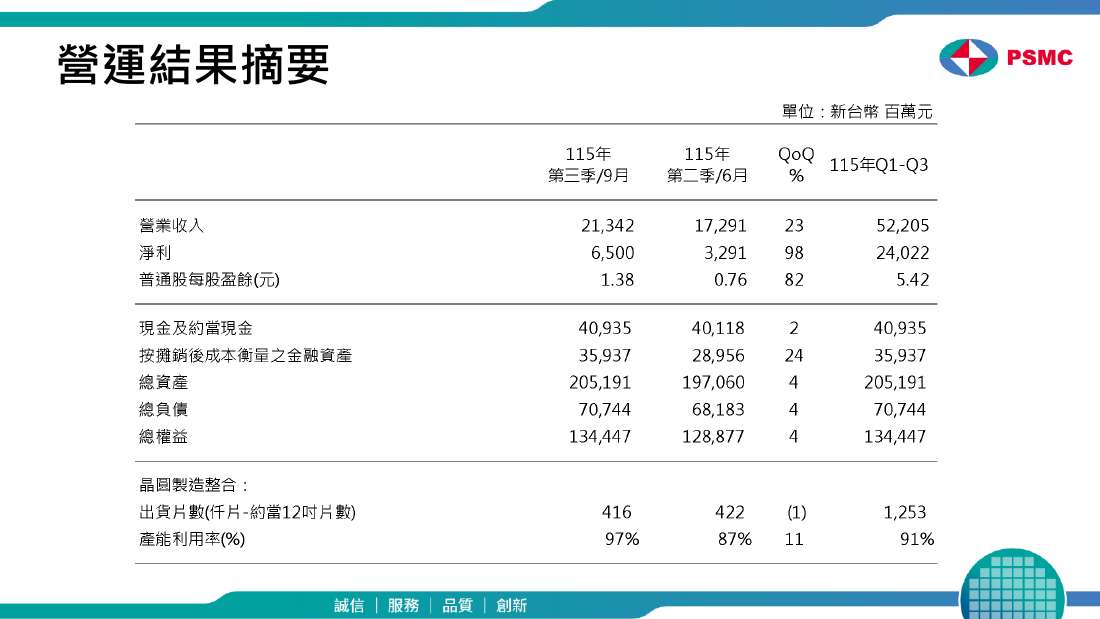 營運結果摘要
PSMC
單位：新台幣 百萬元
115年 第三季/9月 115年 第二季/6月 QoQ % 115年Q1-Q3
營業收入 21,342 17,291 23 52,205
淨利 6,500 3,291 98 24,022
普通股每股盈餘(元) 1.38 0.76 82 5.42
現金及約當現金 40,935 40,118 2 40,935
按攤銷後成本衡量之金融資產 35,937 28,956 24 35,937
總資產 205,191 197,060 4 205,191
總負債 70,744 68,183 4 70,744
總權益 134,447 128,877 4 134,447
晶圓製造整合：
出貨片數(仟片-約當12吋片數) 416 422 (1) 1,253
產能利用率(%) 97% 87% 11 91%
誠信｜服務｜品質｜創新